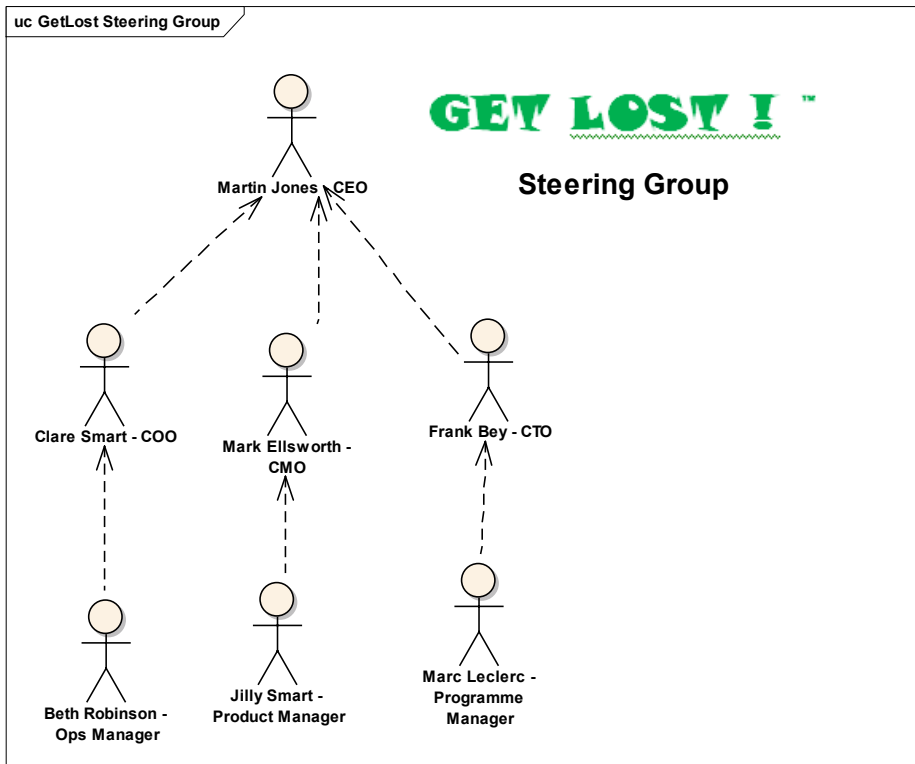 uc GetLost Steering Group
GET LOST ! ™
Steering Group
Martin Jones - CEO
Clare Smart - COO
Mark Ellsworth -
CMO
Frank Bey - CTO
Beth Robinson -
Ops Manager
Jilly Smart -
Product Manager
Marc Leclerc -
Programme
Manager